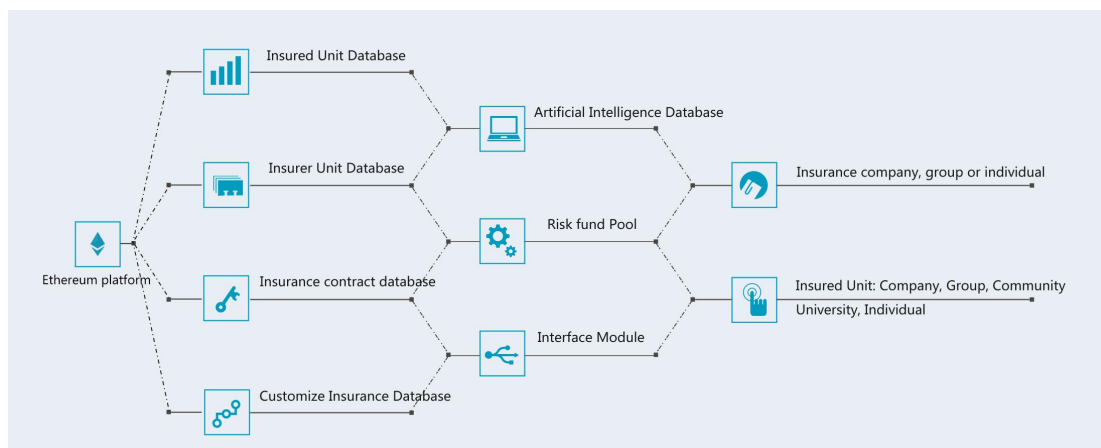 Insured Unit Database
Artificial Intelligence Database
Insurer Unit Database
Insurance company, group or individual
Risk fund Pool
Ethereum platform
Insurance contract database
Insured Unit: Company, Group, Community
University, Individual
Interface Module
Customize Insurance Database